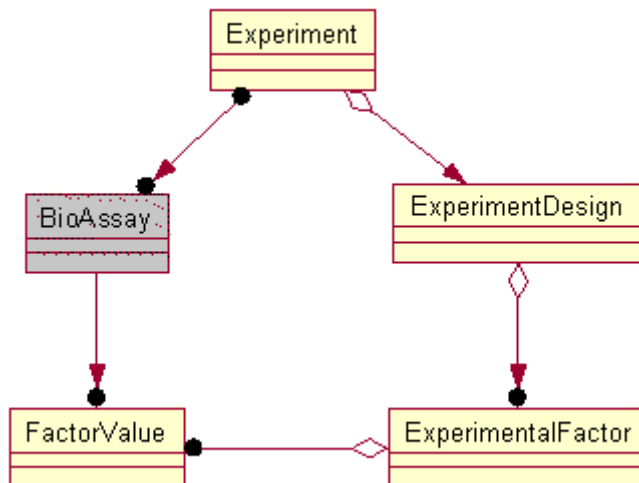 Experiment
BioAssay
ExperimentDesign
FactorValue
ExperimentalFactor